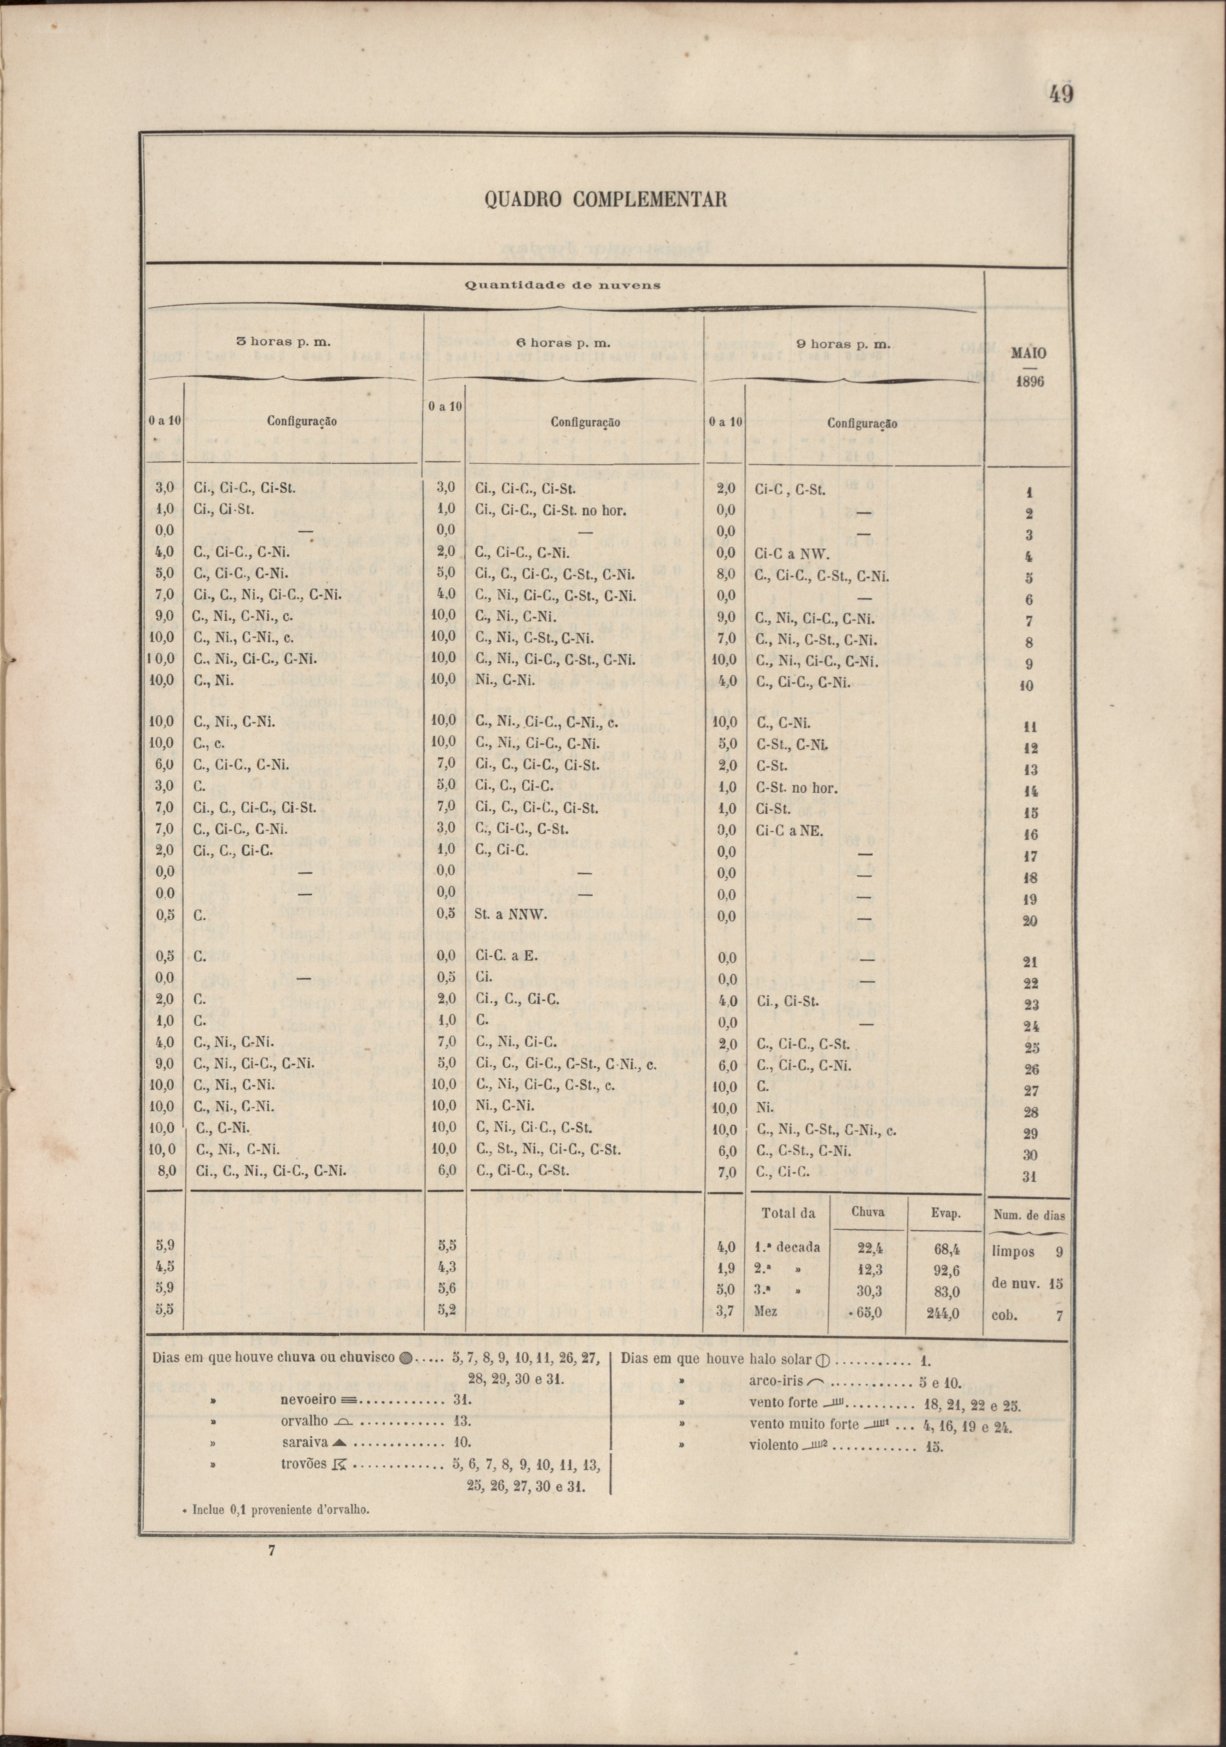 49
QUADRO COMPLEMENTAR
Quantidade de nuvens
3 horas p. m. 6 horas p. m. 9 horas p. m. MAIO
1896
0 a 10 Configuração 0 a 10 Configuração 0 a 10 Configuração
3,0 Ci., Ci-C., Ci-St. 3,0 Ci., Ci-C., Ci-St. 2,0 Ci-C , C-St. 1
1,0 Ci., Ci-St. 1,0 Ci., Ci-C., Ci-St. no hor. 0,0 — 2
0,0 — 0,0 — 0,0 — 3
4,0 C., Ci-C., C-Ni. 2,0 C., Ci-C., C-Ni. 0,0 Ci-C a NW. 4
5,0 C., Ci-C., C-Ni. 5,0 Ci., C., Ci-C., C-St., C-Ni. 8,0 C., Ci-C., C-St., C-Ni. 5
7,0 Ci., C., Ni., Ci-C., C-Ni. 4,0 C., Ni., Ci-C., C-St., C-Ni. 0,0 — 6
9,0 C., Ni., C-Ni., c. 10,0 C., Ni., C-Ni. 9,0 C., Ni., Ci-C., C-Ni. 7
10,0 C., Ni., C-Ni., c. 10,0 C., Ni., C-St., C-Ni. 7,0 C., Ni., C-St., C-Ni. 8
10,0 C., Ni., Ci-C., C-Ni. 10,0 C., Ni., Ci-C., C-St., C-Ni. 10,0 C., Ni., Ci-C., C-Ni. 9
10,0 C., Ni. 10,0 Ni., C-Ni. 4,0 C., Ci-C., C-Ni. 10
10,0 C., Ni., C-Ni. 10,0 C., Ni., Ci-C., C-Ni., c. 10,0 C., C-Ni. 11
10,0 C., c. 10,0 C., Ni., Ci-C., C-Ni. 5,0 C-St., C-Ni. 12
6,0 C., Ci-C., C-Ni. 7,0 Ci., C., Ci-C., Ci-St. 2,0 C-St. 13
3,0 C. 5,0 Ci., C., Ci-C. 1,0 C-St. no hor. 14
7,0 Ci., C., Ci-C., Ci-St. 7,0 Ci., C., Ci-C., Ci-St. 1,0 Ci-St. 15
7,0 C., Ci-C., C-Ni. 3,0 C., Ci-C., C-St. 0,0 Ci-C a NE. 16
2,0 Ci., C., Ci-C. 1,0 C., Ci-C. 0,0 — 17
0,0 — 0,0 — 0,0 — 18
0 0 — 0,0 — 0,0 — 19
0,5 C. 0,5 St. a NNW. 0,0 — 20
0,5 C. 0,0 Ci-C. a E. 0,0 — 21
0,0 — 0,5 Ci. 0,0 — 22
2,0 C. 2,0 Ci., C., Ci-C. 4,0 Ci., Ci-St. 23
1,0 C. 1,0 C. 0,0 — 24
4,0 C., Ni., C-Ni. 7,0 C., Ni., Ci-C. 2,0 C., Ci-C., C-St. 25
9,0 C., Ni., Ci-C., C-Ni. 5,0 Ci., C., Ci-C., C-St., C-Ni., c. 6,0 C., Ci-C., C-Ni. 26
10,0 C., Ni., C-Ni. 10,0 C., Ni., Ci-C., C-St., c. 10,0 C. 27
10,0 C., Ni., C-Ni. 10,0 Ni., C-Ni. 10,0 Ni. 28
10,0 C., C-Ni. 10,0 C, Ni., Ci-C., C-St. 10,0 C., Ni., C-St., C-Ni., c. 29
10,0 C., Ni., C-Ni. 10,0 C., St., Ni., Ci-C., C-St. 6,0 C., C-St., C-Ni. 30
8,0 Ci., C., Ni., Ci-C., C-Ni. 6,0 C., Ci-C., C-St. 7,0 C., Ci-C. 31
Total da Chuva Evap. Num. de dias
5,9 5,5 4,0 1.ª decada 22,4 68,4 limpos 9
4,5 4,3 1,9 2.ª » 12,3 92,6
5,9 5,6 5,0 3.ª » 30,3 83,0 de nuv. 15
5,5 5,2 3,7 Mez • 65,0 244,0 cob. 7
Dias em que houve chuva ou chuvisco ..... 5, 7, 8, 9, 10, 11, 26, 27,
28, 29, 30 e 31.
» nevoeiro ............ 31.
» orvalho ............ 13.
» saraiva ............. 10.
» trovões ............. 5, 6, 7, 8, 9, 10, 11, 13,
25, 26, 27, 30 e 31.
• Inclue 0,1 proveniente d'orvalho.
Dias em que houve halo solar ........... 1.
» arco-iris ............ 5 e 10.
» vento forte .......... 18, 21, 22 e 25.
» vento muito forte ... 4, 16, 19 e 24.
» violento ............ 15.
7